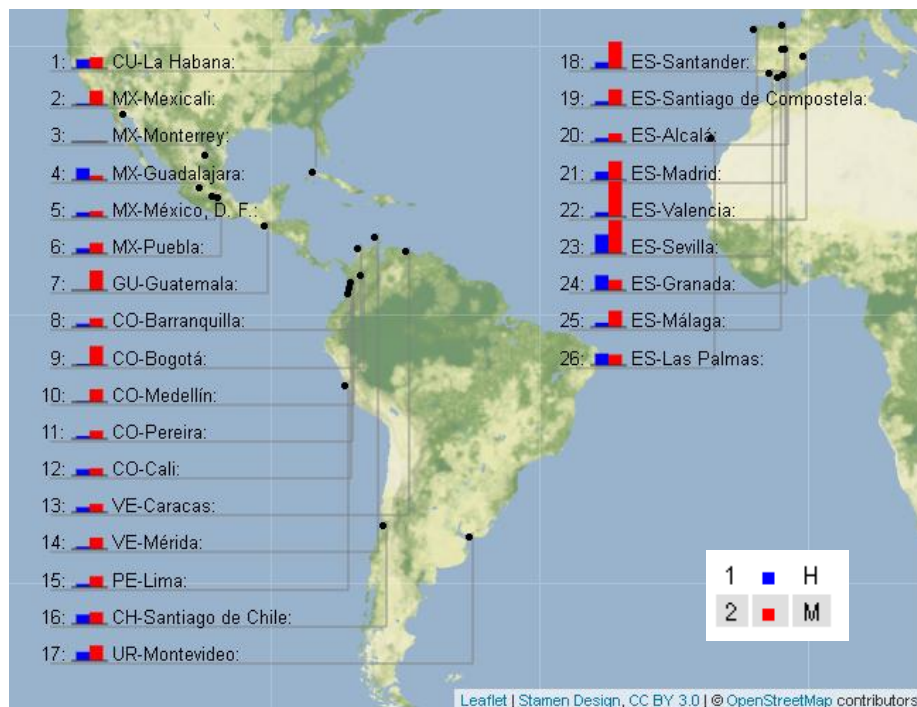 1: CU-La Habana:
2: MX-Mexicali:
3: MX-Monterrey:
4: MX-Guadalajara:
5: MX-México, D. F.:
6: MX-Puebla:
7: GU-Guatemala:
8: CO-Barranquilla:
9: CO-Bogotá:
10: CO-Medellín:
11: CO-Pereira:
12: CO-Cali:
13: VE-Caracas:
14: VE-Mérida:
15: PE-Lima:
16: CH-Santiago de Chile:
17: UR-Montevideo:
18: ES-Santander:
19: ES-Santiago de Compostela:
20: ES-Alcalá:
21: ES-Madrid:
22: ES-Valencia:
23: ES-Sevilla:
24: ES-Granada:
25: ES-Málaga:
26: ES-Las Palmas:
1 H
2 M
Leaflet | Stamen Design, CC BY 3.0 | © OpenStreetMap contributors